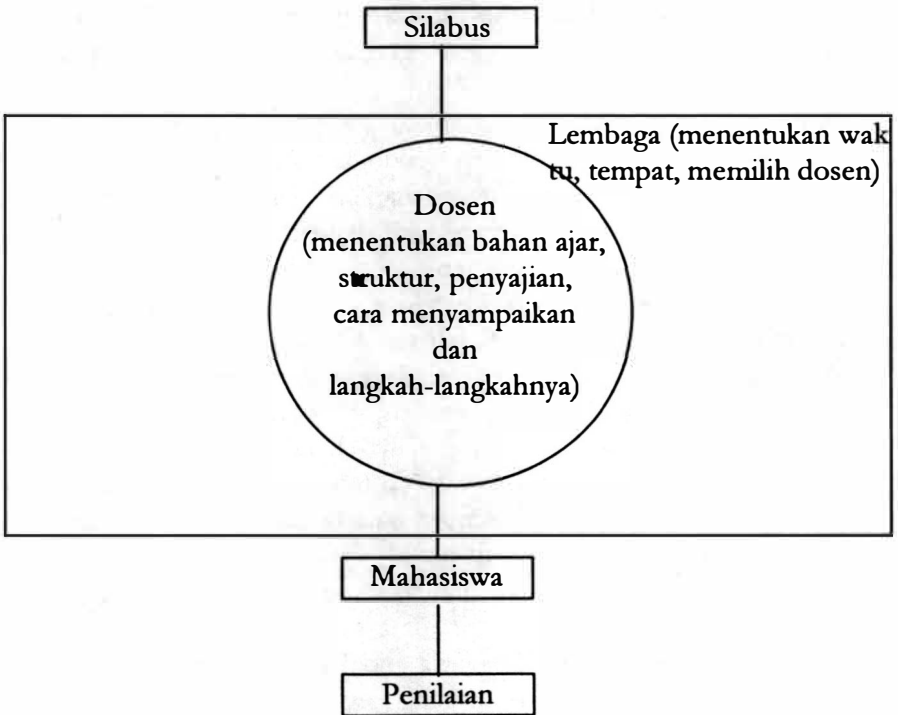 Silabus
Lembaga (menentukan wak
tu, tempat, memilih dosen)
Dosen
(menentukan bahan ajar,
struktur, penyajian,
cara menyampaikan
dan
langkah-langkahnya)
Mahasiswa
Penilaian